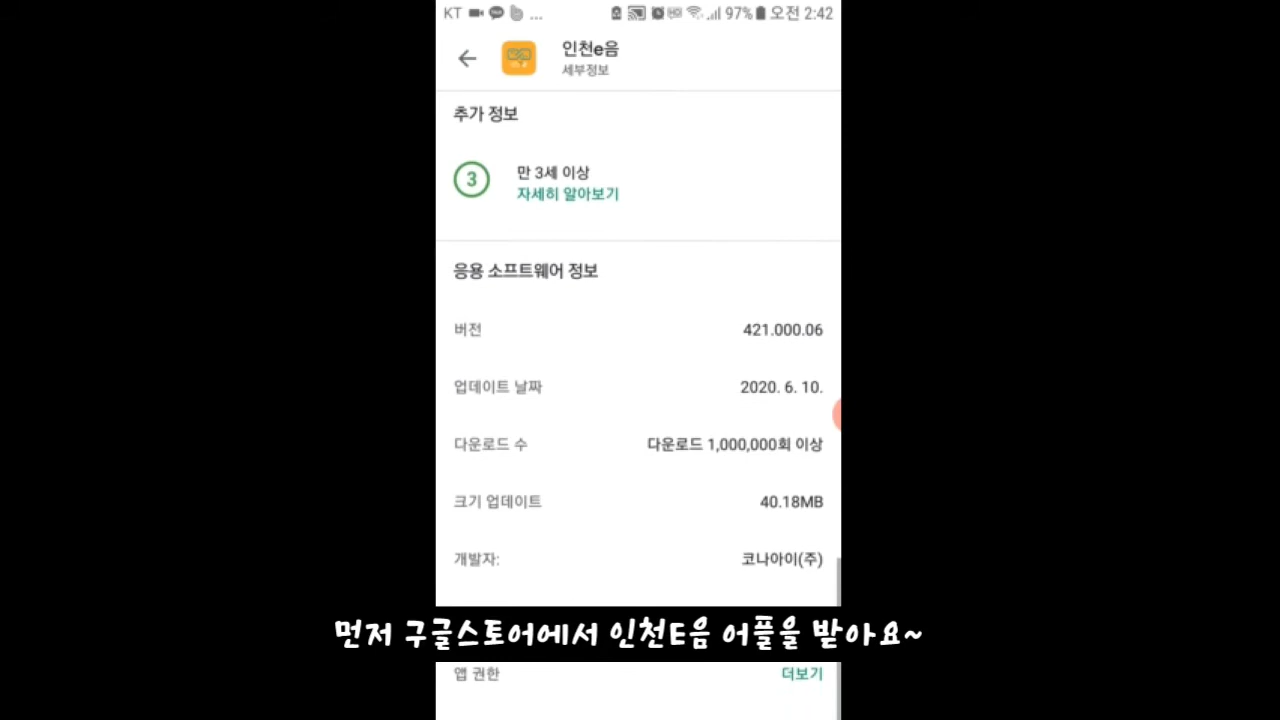 KT ... 97% 오전 2:42
인천e음
세부정보
추가 정보
3 만 3세 이상
자세히 알아보기
응용 소프트웨어 정보
버전 421.000.06
업데이트 날짜 2020. 6. 10.
다운로드 수 다운로드 1,000,000회 이상
크기 업데이트 40.18MB
개발자: 코나아이(주)
먼저 구글스토어에서 인천E음 어플을 받아요~
앱 권한 더보기